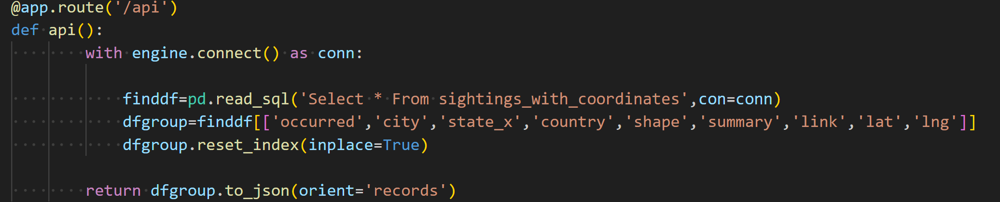 @app.route('/api')
def api():
        with engine.connect() as conn:
            finddf=pd.read_sql('Select * From sightings_with_coordinates',con=conn)
            dfgroup=finddf[['occurred','city','state_x','country','shape','summary','link','lat','lng']]
            dfgroup.reset_index(inplace=True)
        return dfgroup.to_json(orient='records')